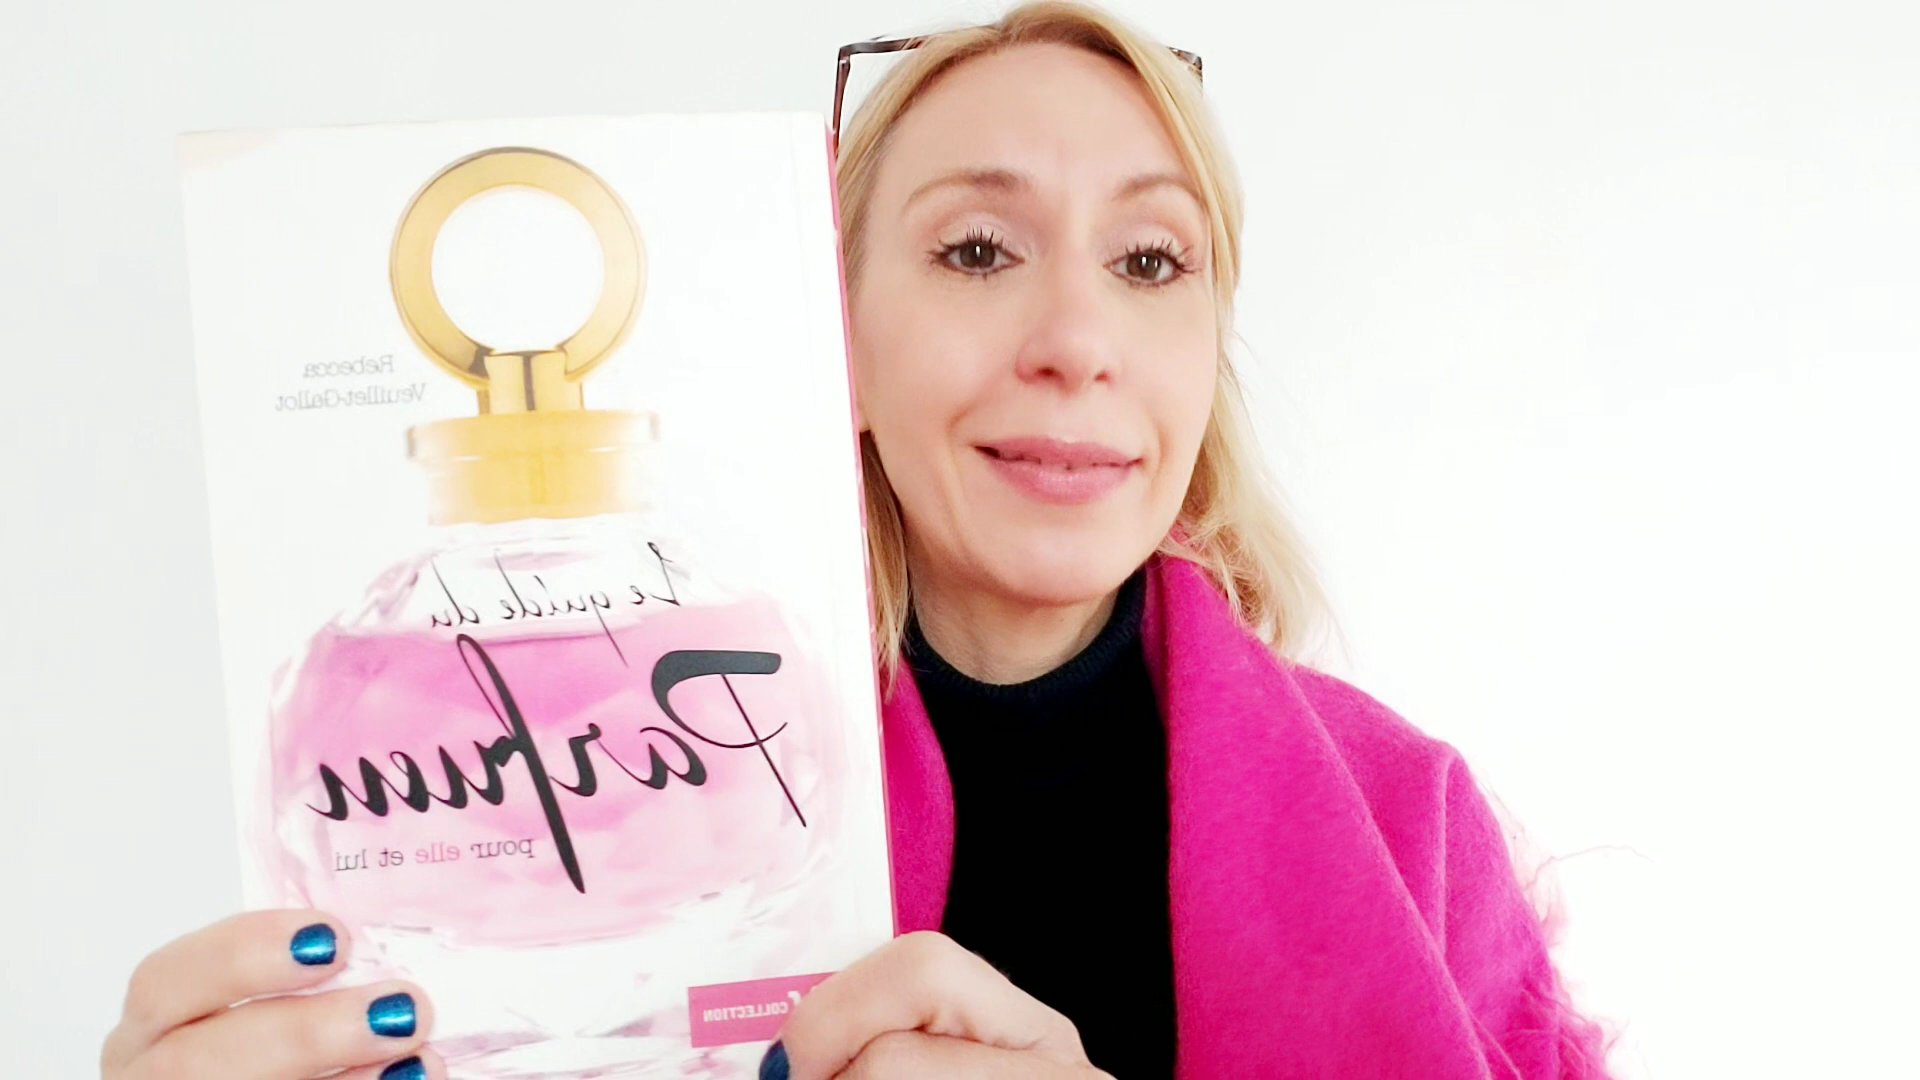 Rebecca
Veuillet-Gallot
Le guide du
Parfum
pour elle et lui
COLLECTION